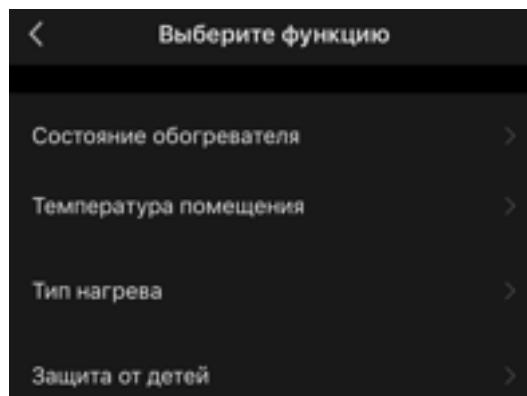 Выберите функцию
Состояние обогревателя
Температура помещения
Тип нагрева
Защита от детей